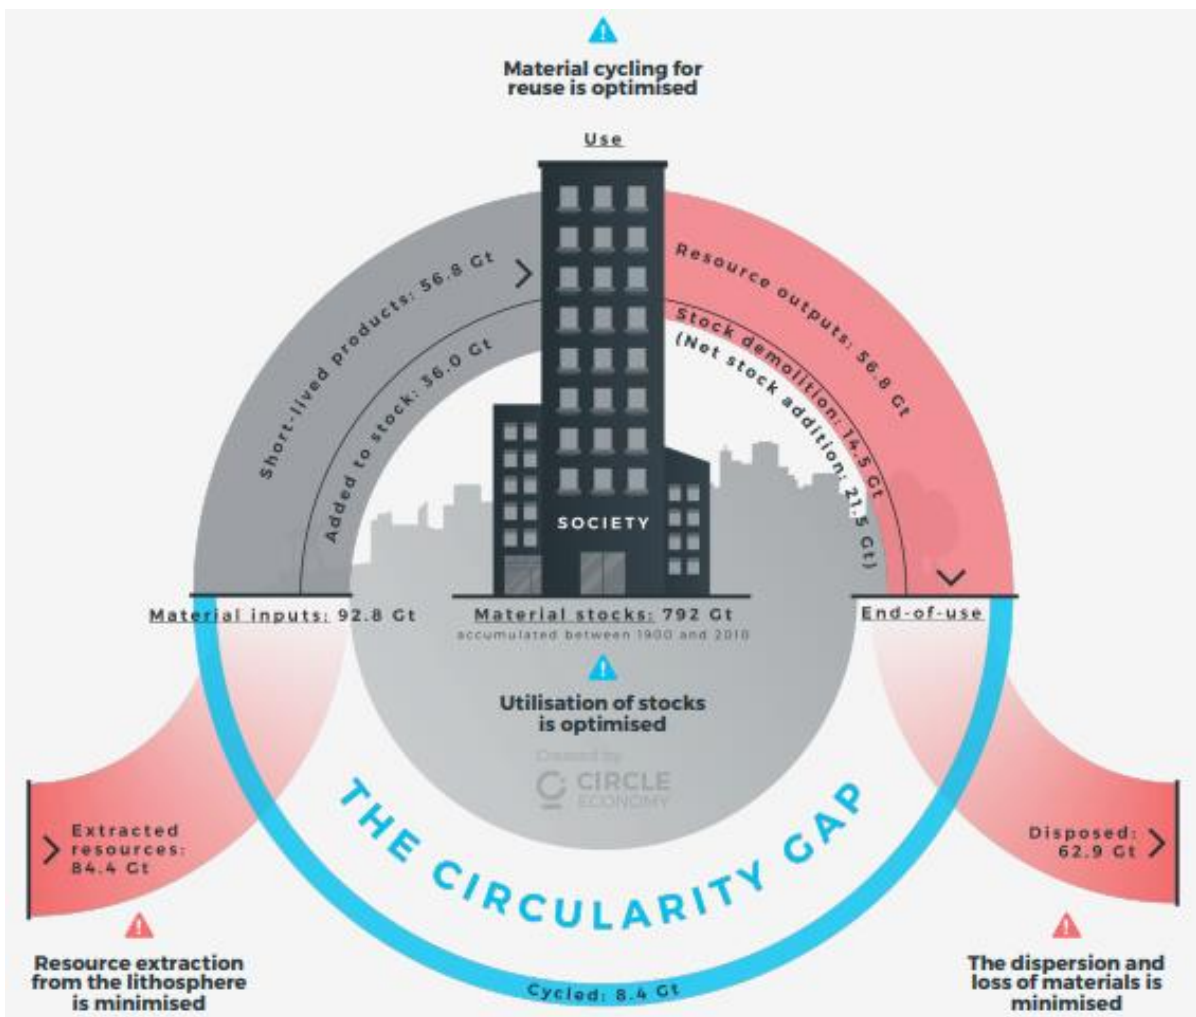 Material cycling for
reuse is optimised
Use
Short-lived products: 56.8 Gt
Added to stock: 36.0 Gt
Resource outputs: 56.8 Gt
Stock demolition: 14.5 Gt
(Net stock addition: 21.5 Gt)
SOCIETY
Material inputs: 92.8 Gt
Material stocks: 792 Gt
accumulated between 1900 and 2010
End-of-use
Utilisation of stocks
is optimised
Created by
CIRCLE
ECONOMY
THE CIRCULARITY GAP
Extracted
resources:
84.4 Gt
Disposed:
62.9 Gt
Resource extraction
from the lithosphere
is minimised
Cycled: 8.4 Gt
The dispersion and
loss of materials is
minimised